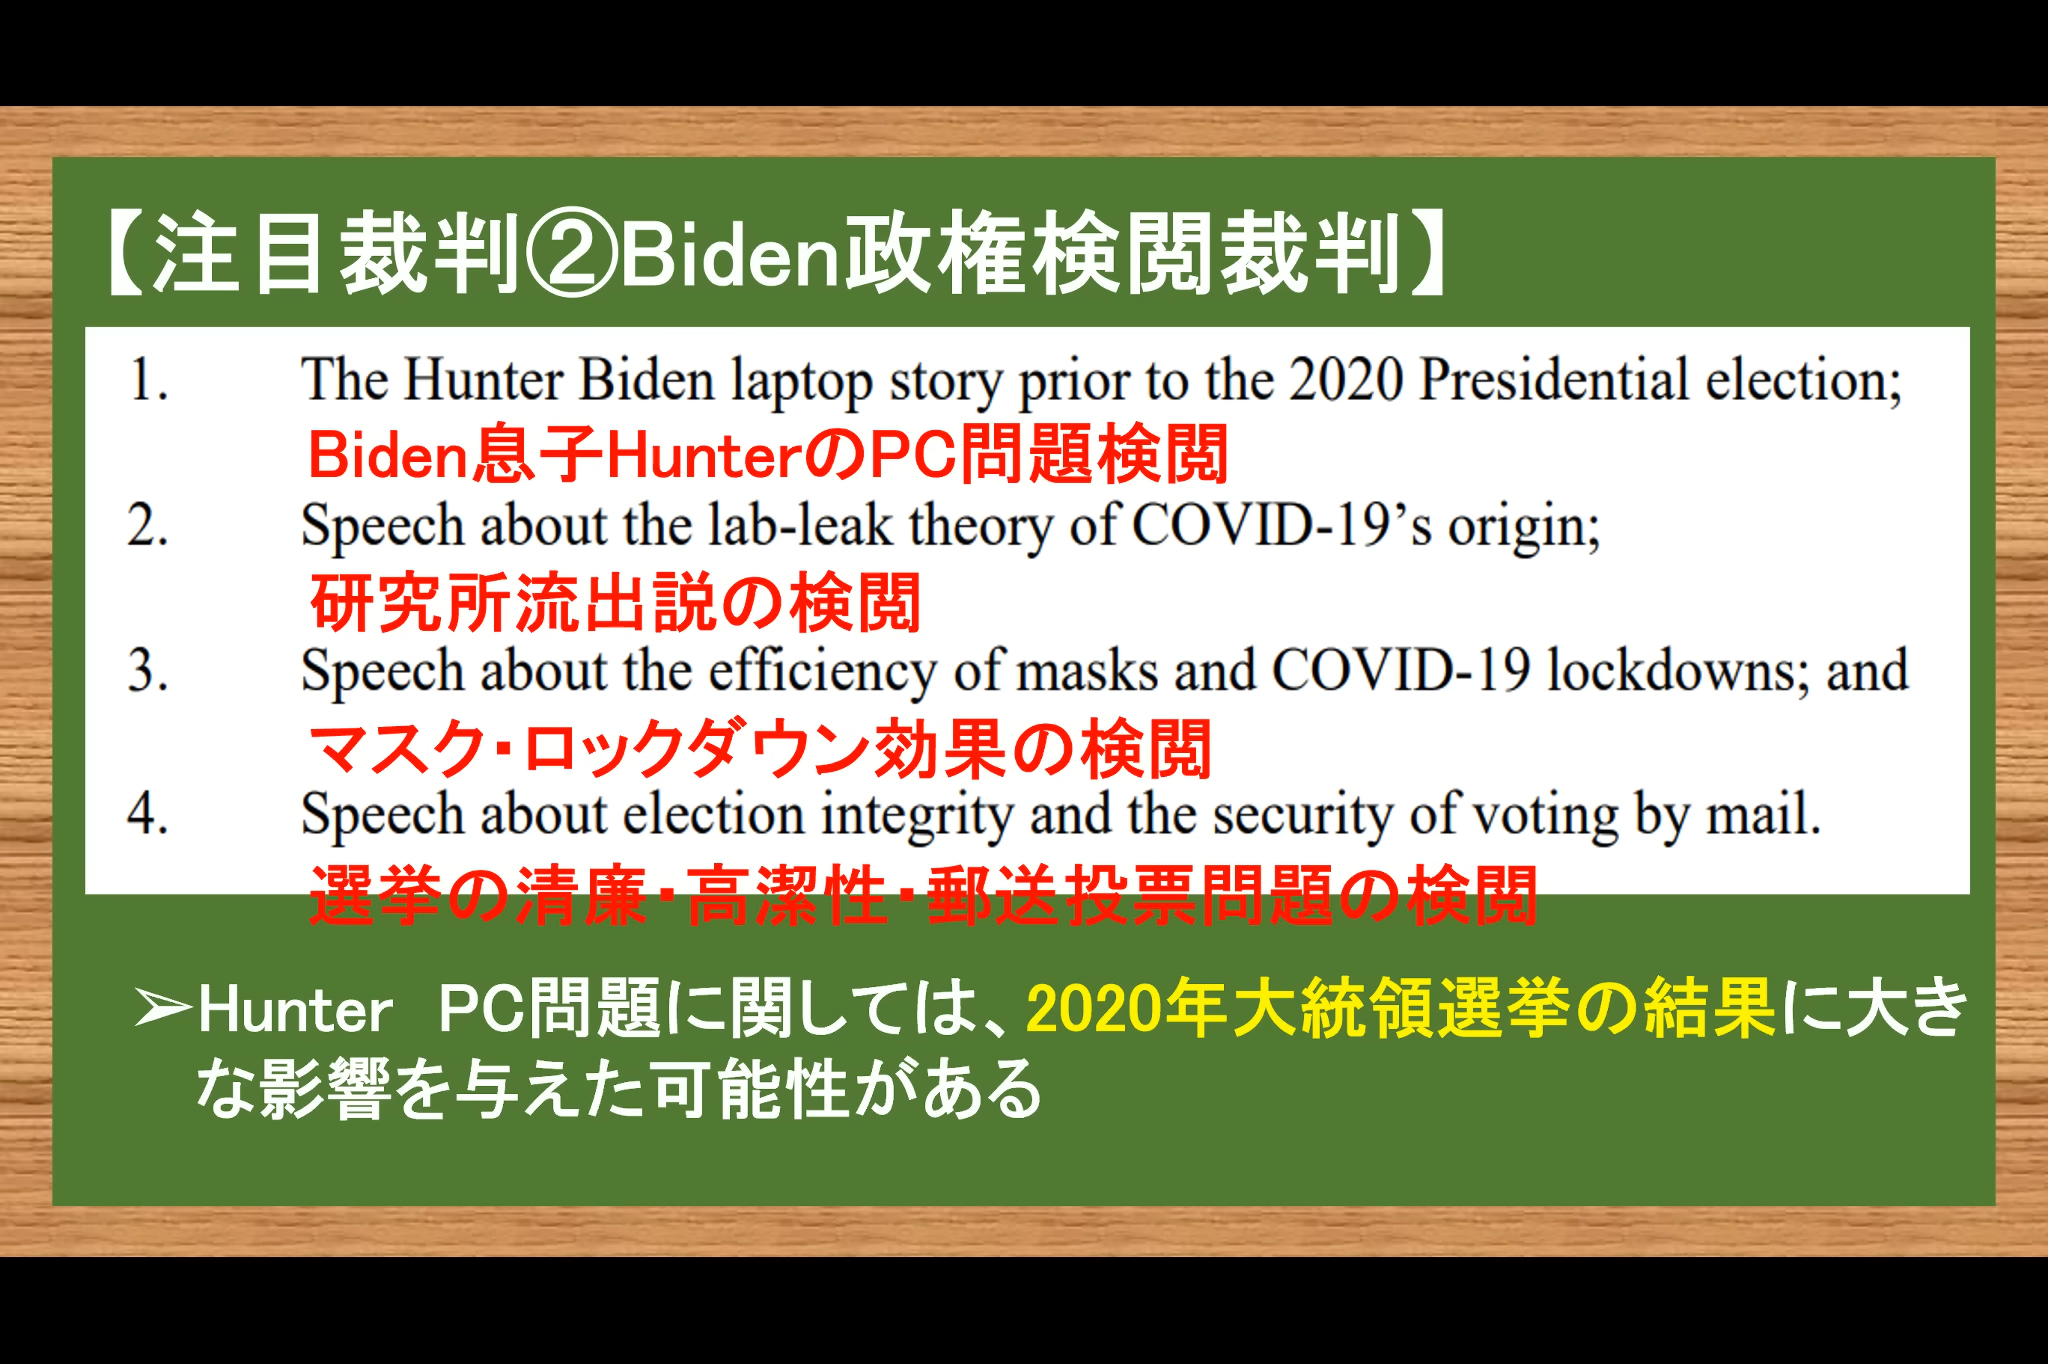 【注目裁判②Biden政権検閲裁判】
1. The Hunter Biden laptop story prior to the 2020 Presidential election;
Biden息子HunterのPC問題検閲
2. Speech about the lab-leak theory of COVID-19’s origin;
研究所流出説の検閲
3. Speech about the efficiency of masks and COVID-19 lockdowns; and
マスク・ロックダウン効果の検閲
4. Speech about election integrity and the security of voting by mail.
選挙の清廉・高潔性・郵送投票問題の検閲
➢Hunter　PC問題に関しては、2020年大統領選挙の結果に大き
な影響を与えた可能性がある